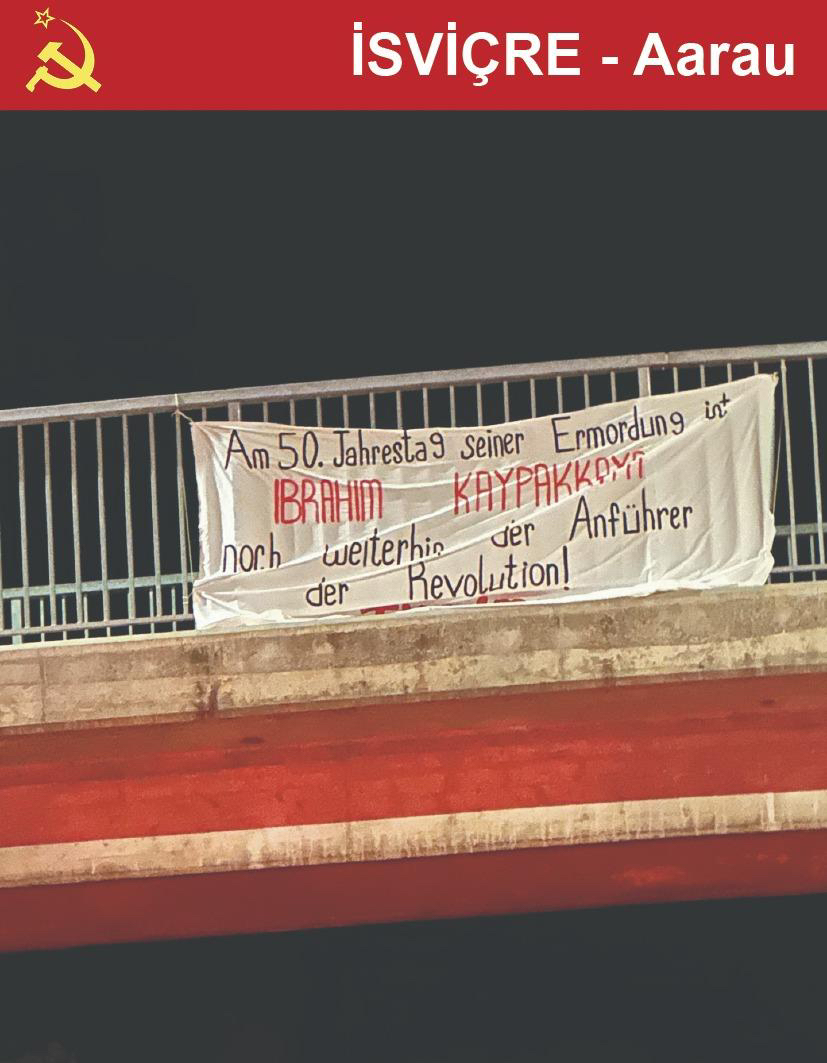 İSVİÇRE - Aarau
Am 50. Jahrestag seiner Ermordung ist
IBRAHIM KAYPAKKAYA
noch weiterhin der Anführer
der Revolution!